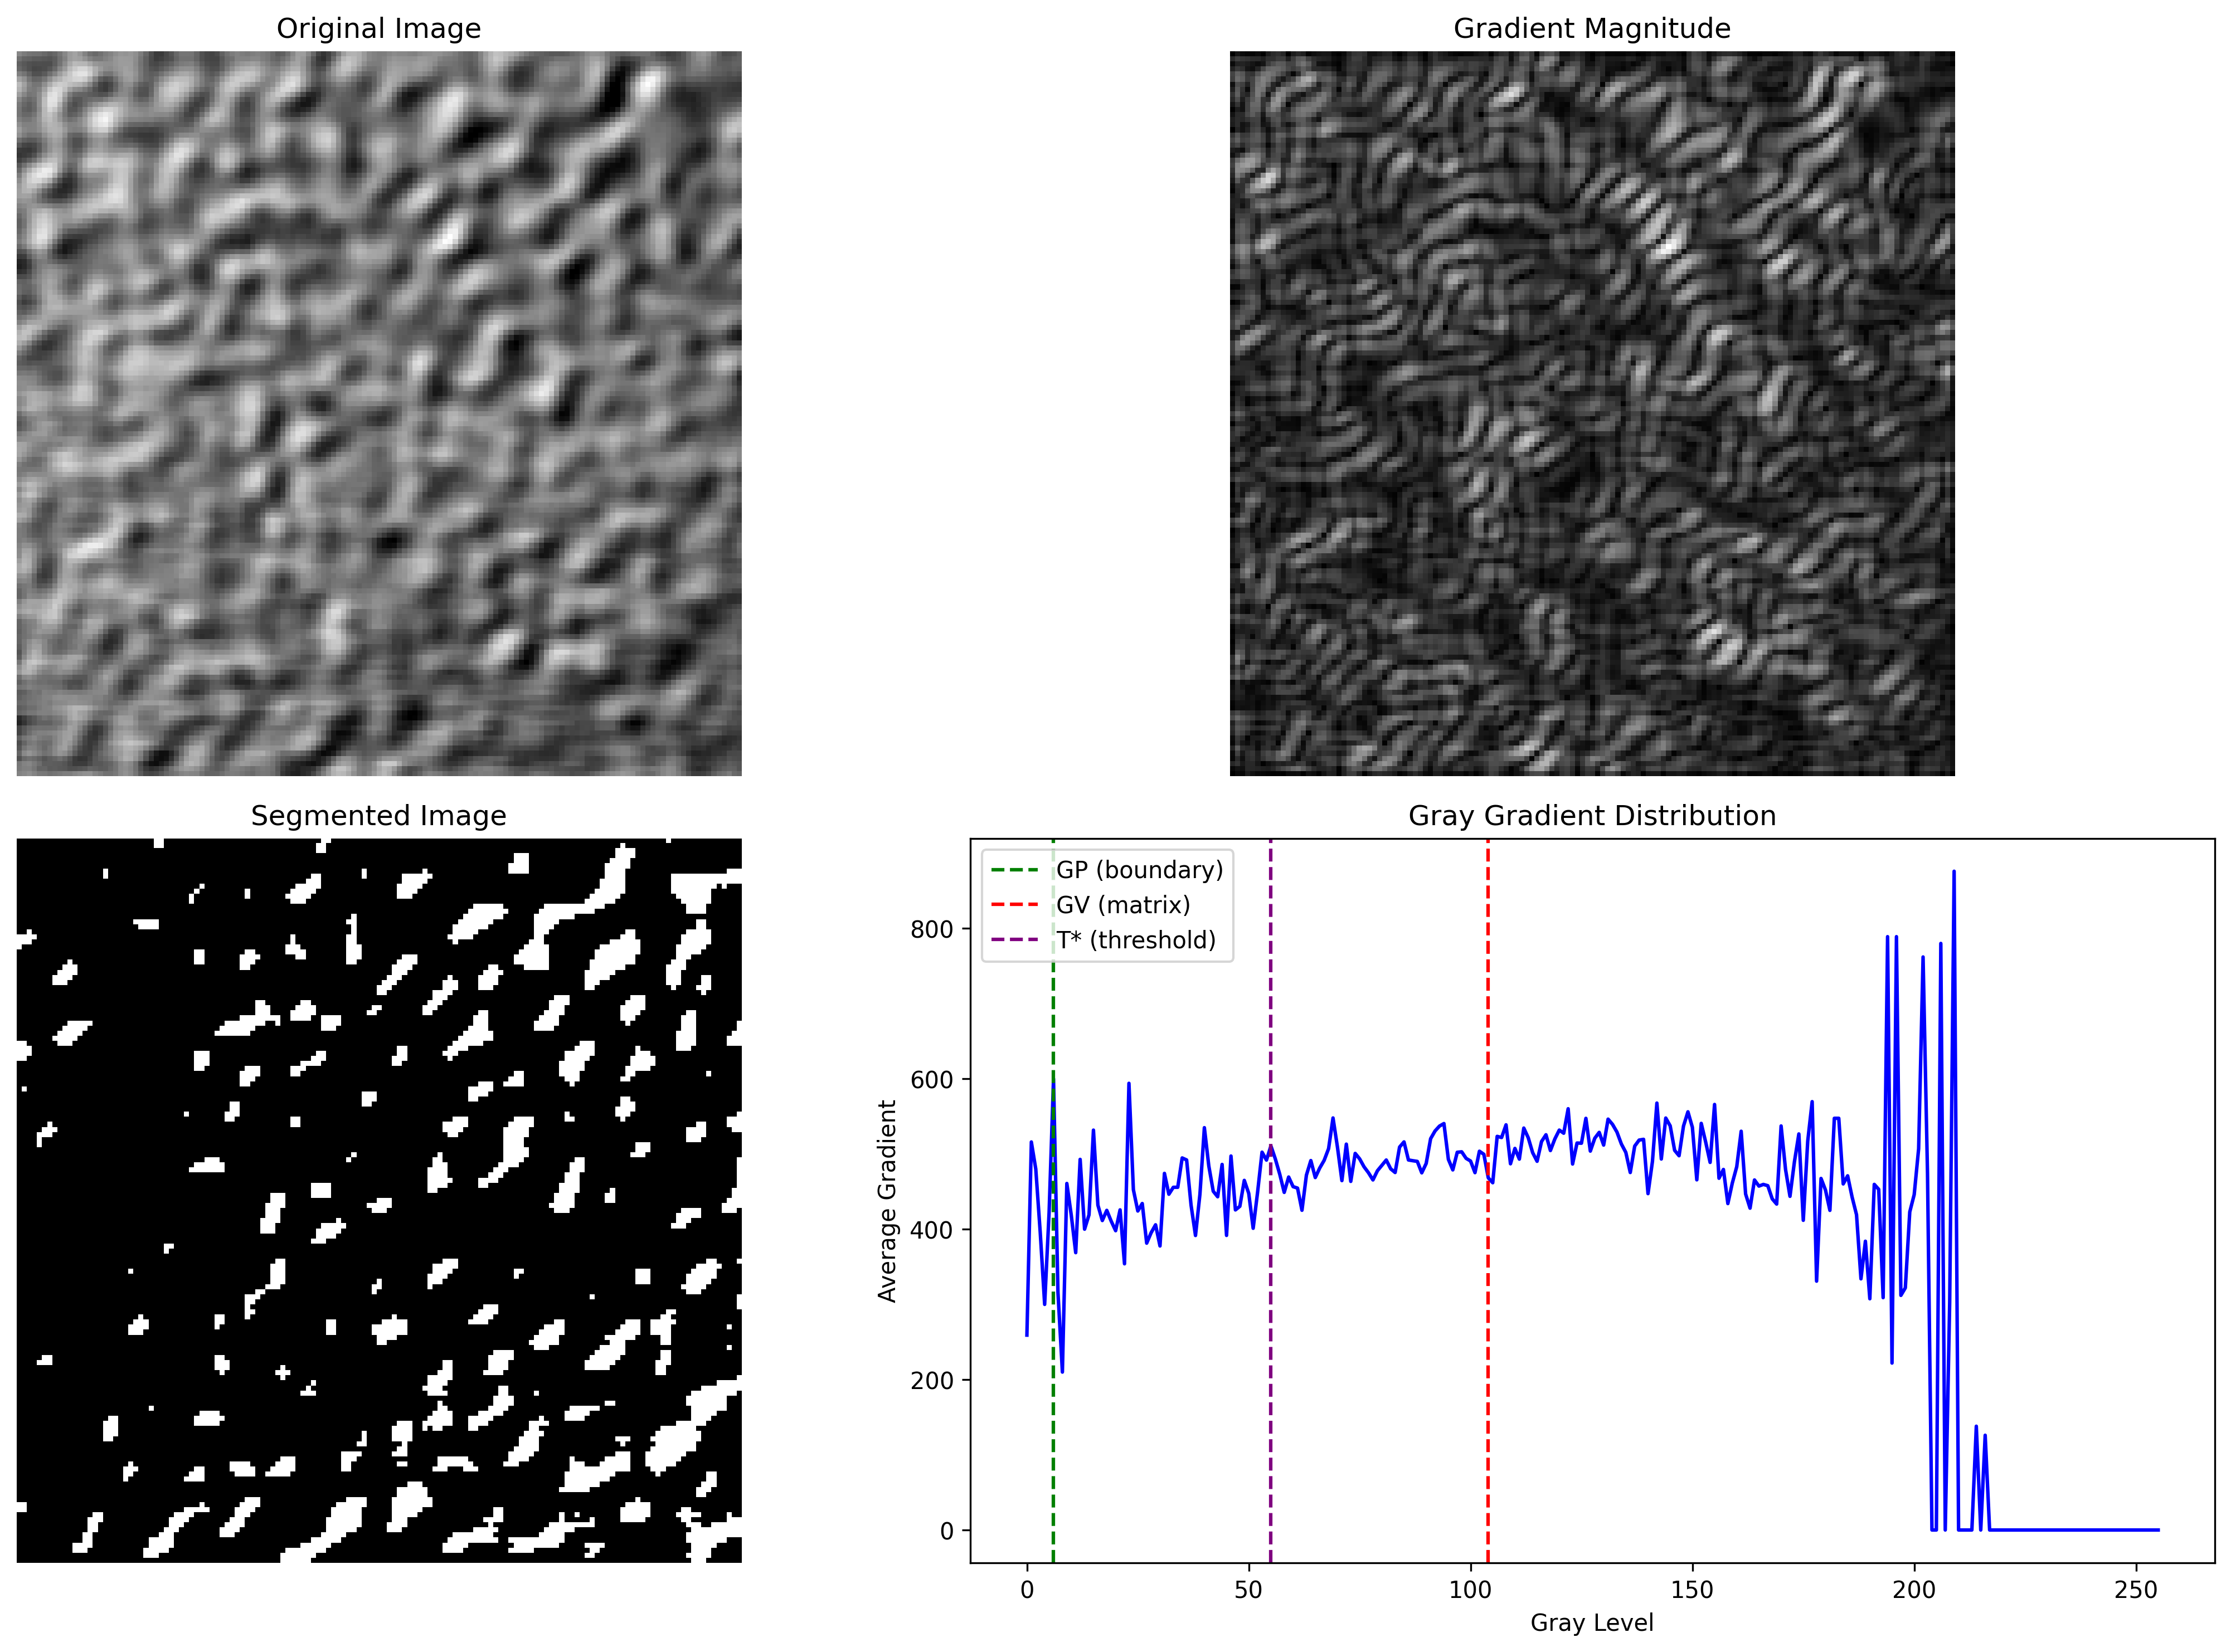 Original Image
Gradient Magnitude
Segmented Image
Gray Gradient Distribution
GP (boundary)
GV (matrix)
T* (threshold)
Average Gradient
800
600
400
200
0
0 50 100 150 200 250
Gray Level